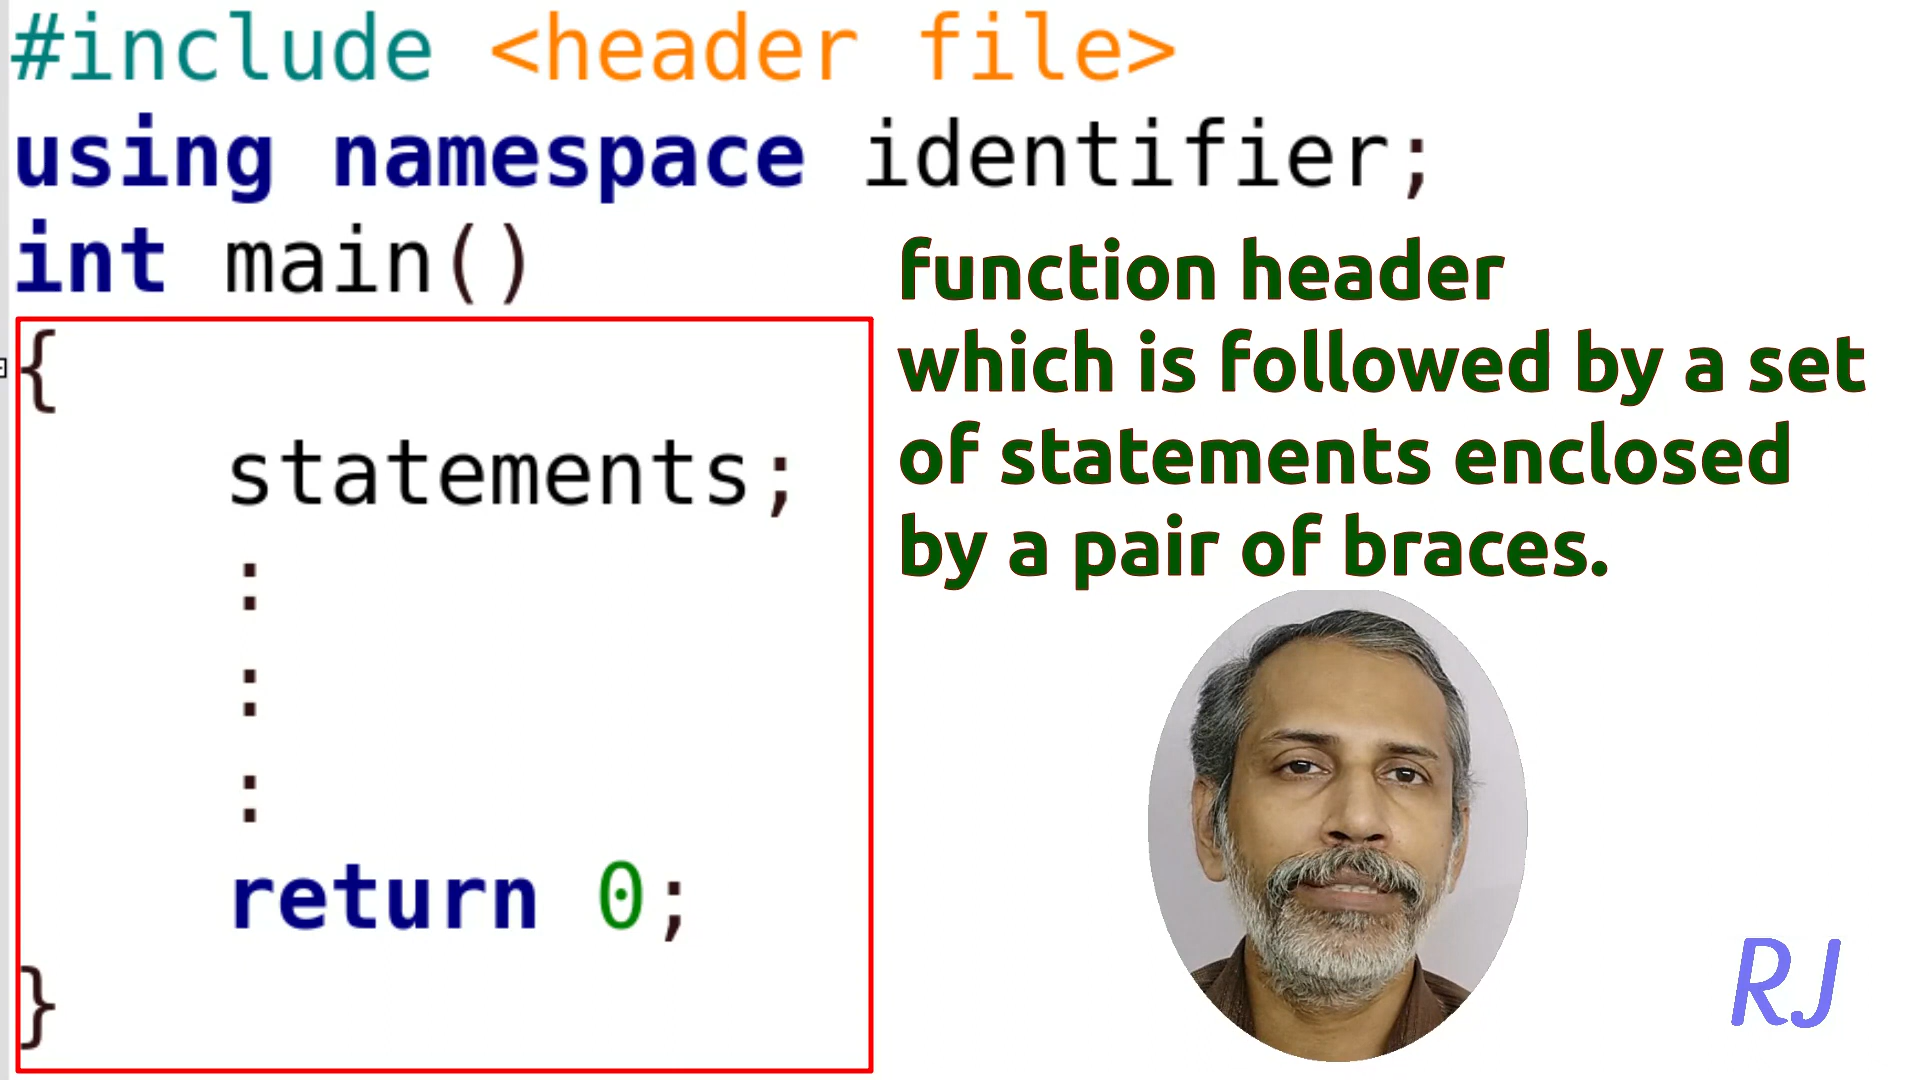 #include <header file>
using namespace identifier;
int main()
{
statements;
:
:
:
return 0;
}
function header
which is followed by a set
of statements enclosed
by a pair of braces.
RJ